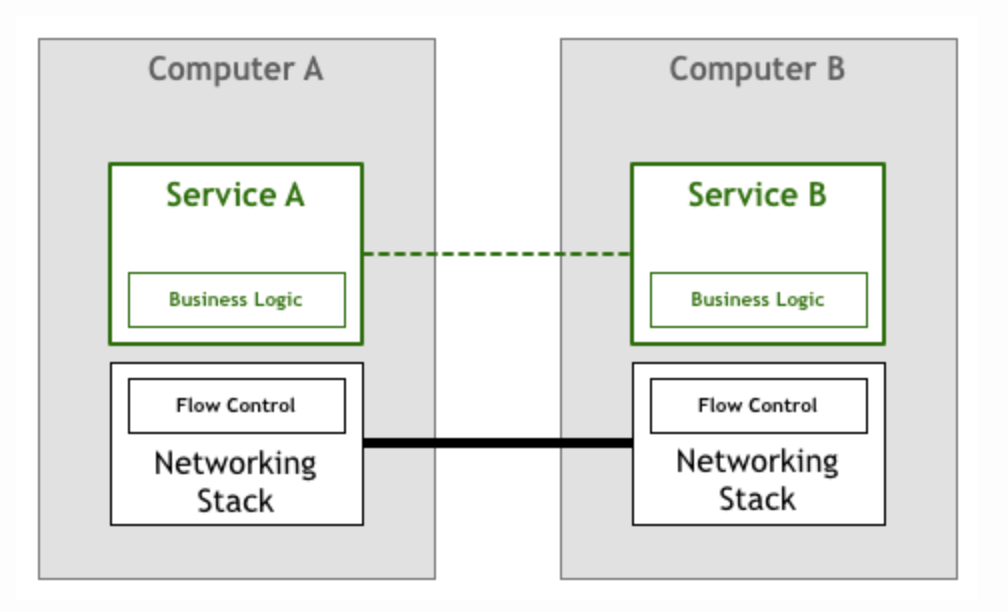 Computer A
Service A
Business Logic
Flow Control
Networking
Stack
Computer B
Service B
Business Logic
Flow Control
Networking
Stack